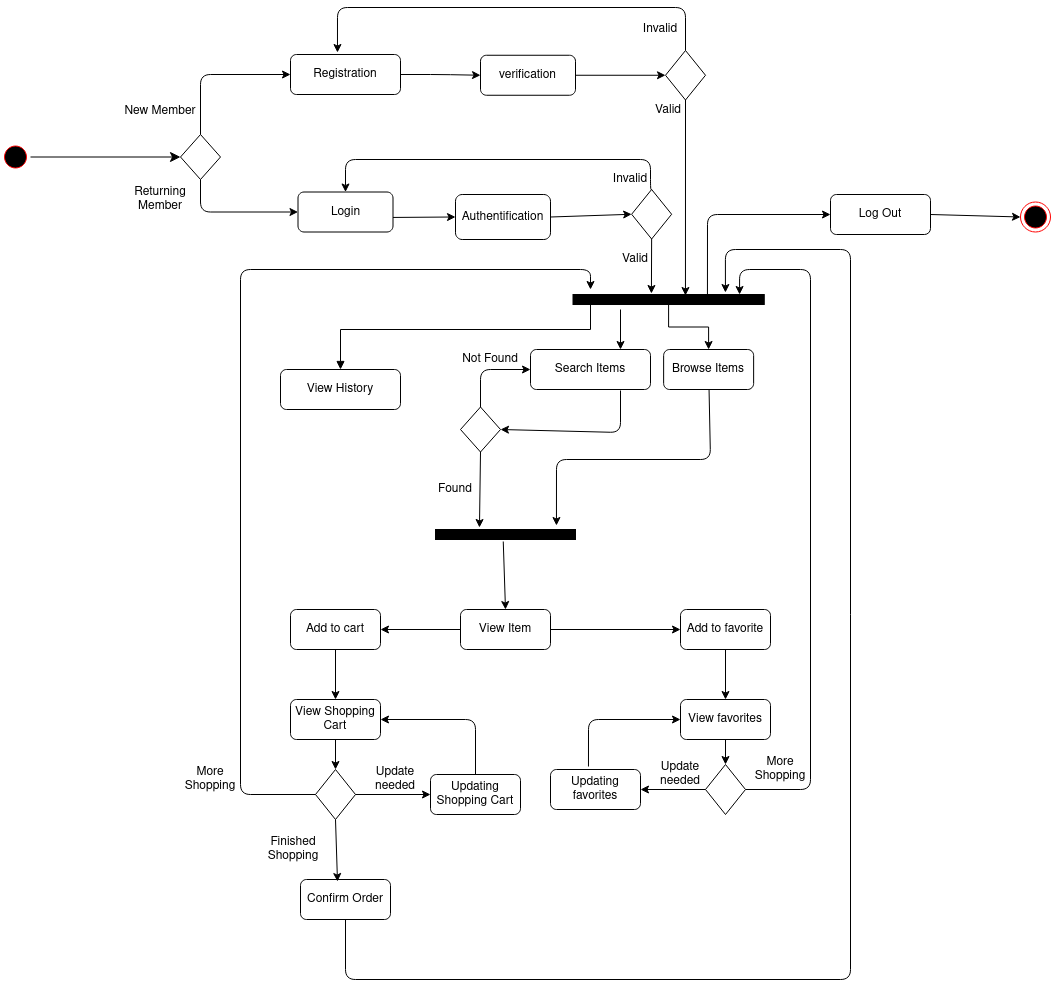 Invalid
Registration
verification
New Member
Valid
Returning
Member
Invalid
Login
Authentification
Log Out
Valid
Not Found
Search Items
Browse Items
View History
Found
Add to cart
View Item
Add to favorite
View Shopping
Cart
View favorites
More
Shopping
Update
needed
Updating
Shopping Cart
Updating
favorites
Update
needed
More
Shopping
Finished
Shopping
Confirm Order